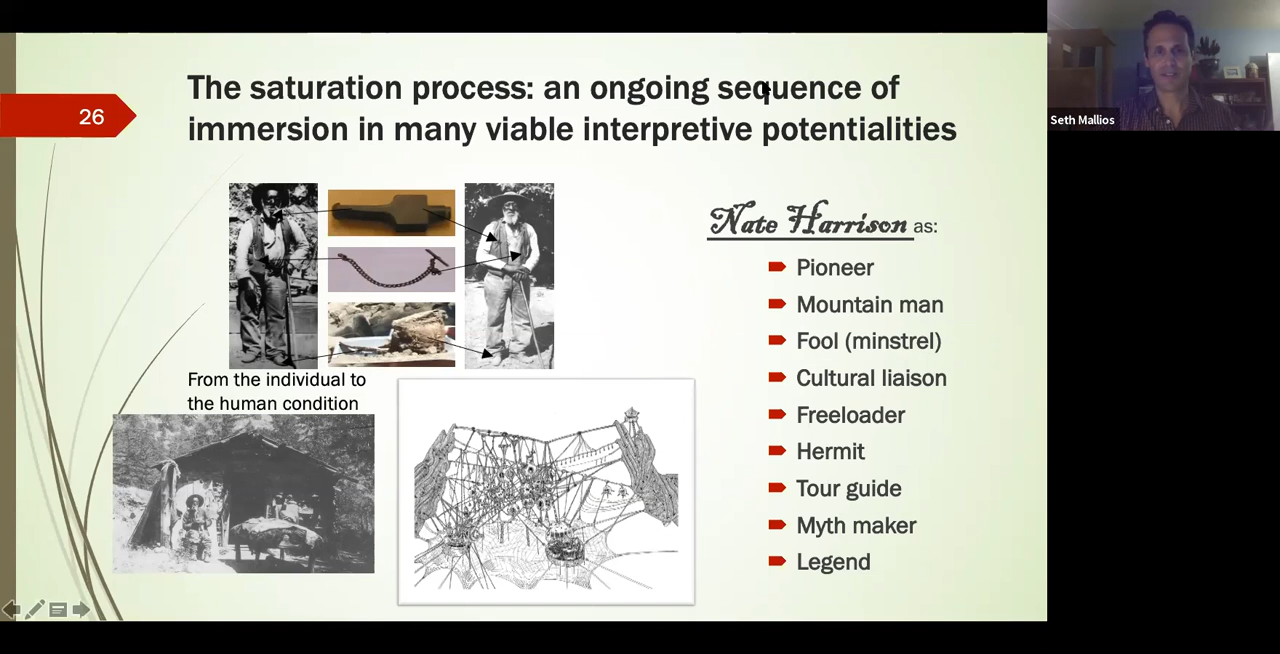 The saturation process: an ongoing sequence of
immersion in many viable interpretive potentialities
26
From the individual to
the human condition
Nate Harrison as:
Pioneer
Mountain man
Fool (minstrel)
Cultural liaison
Freeloader
Hermit
Tour guide
Myth maker
Legend
Seth Mallios